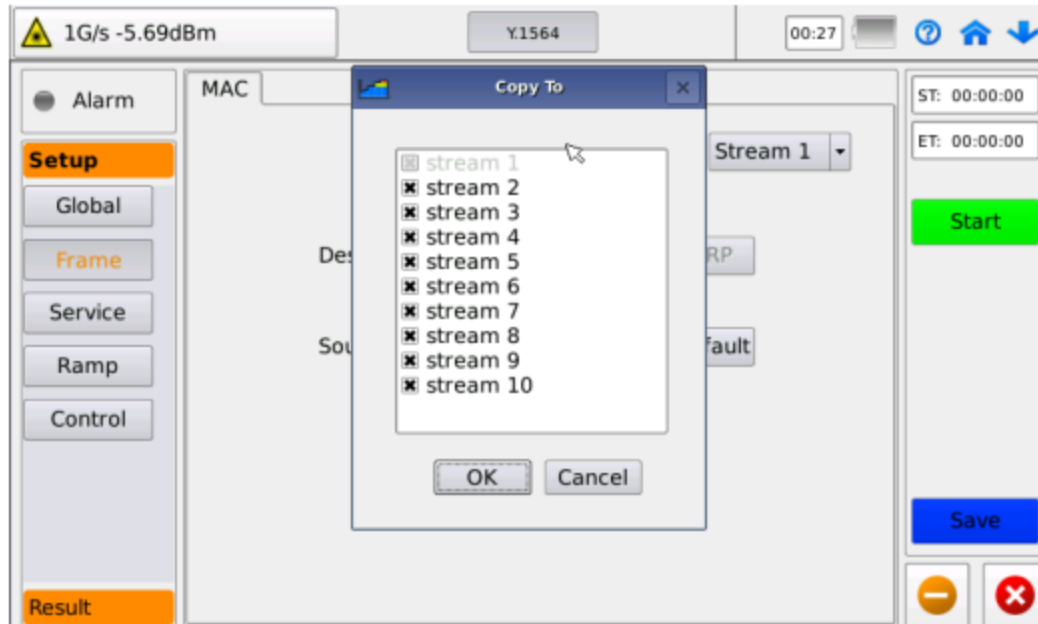 1G/s -5.69dBm
Y.1564
00:27
Alarm
MAC
Copy To
ST: 00:00:00
ET: 00:00:00
Setup
Global
Frame
Service
Ramp
Control
Result
stream 1
stream 2
stream 3
stream 4
stream 5
stream 6
stream 7
stream 8
stream 9
stream 10
OK
Cancel
Stream 1
Des
RP
Sou
fault
Start
Save